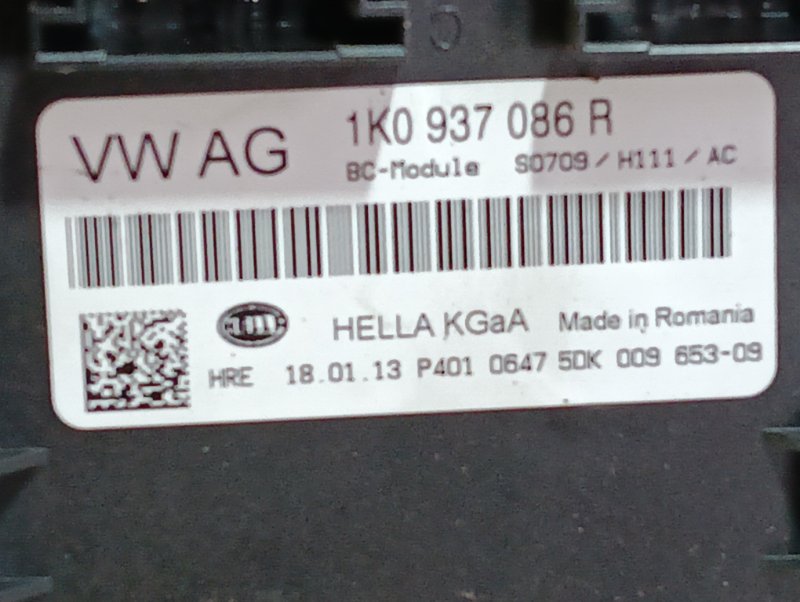 VW AG
1K0 937 086 R
BC-Module S0709 / H111 / AC
HELLA KGaA Made in Romania
HRE 18.01.13 P401 0647 5DK 009 653-09